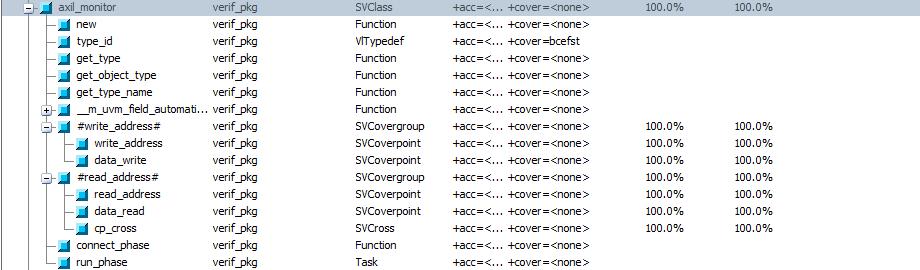 axil_monitor verif_pkg SVClass +acc=<... +cover=<none> 100.0% 100.0%
new verif_pkg Function +acc=<... +cover=<none>
type_id verif_pkg VlTypedef +acc=<... +cover=bcefst
get_type verif_pkg Function +acc=<... +cover=<none>
get_object_type verif_pkg Function +acc=<... +cover=<none>
get_type_name verif_pkg Function +acc=<... +cover=<none>
__m_uvm_field_automati... verif_pkg Function +acc=<... +cover=<none>
#write_address# verif_pkg SVCovergroup +acc=<... +cover=<none> 100.0% 100.0%
write_address verif_pkg SVCoverpoint +acc=<... +cover=<none> 100.0% 100.0%
data_write verif_pkg SVCoverpoint +acc=<... +cover=<none> 100.0% 100.0%
#read_address# verif_pkg SVCovergroup +acc=<... +cover=<none> 100.0% 100.0%
read_address verif_pkg SVCoverpoint +acc=<... +cover=<none> 100.0% 100.0%
data_read verif_pkg SVCoverpoint +acc=<... +cover=<none> 100.0% 100.0%
cp_cross verif_pkg SVCross +acc=<... +cover=<none> 100.0% 100.0%
connect_phase verif_pkg Function +acc=<... +cover=<none>
run_phase verif_pkg Task +acc=<... +cover=<none>